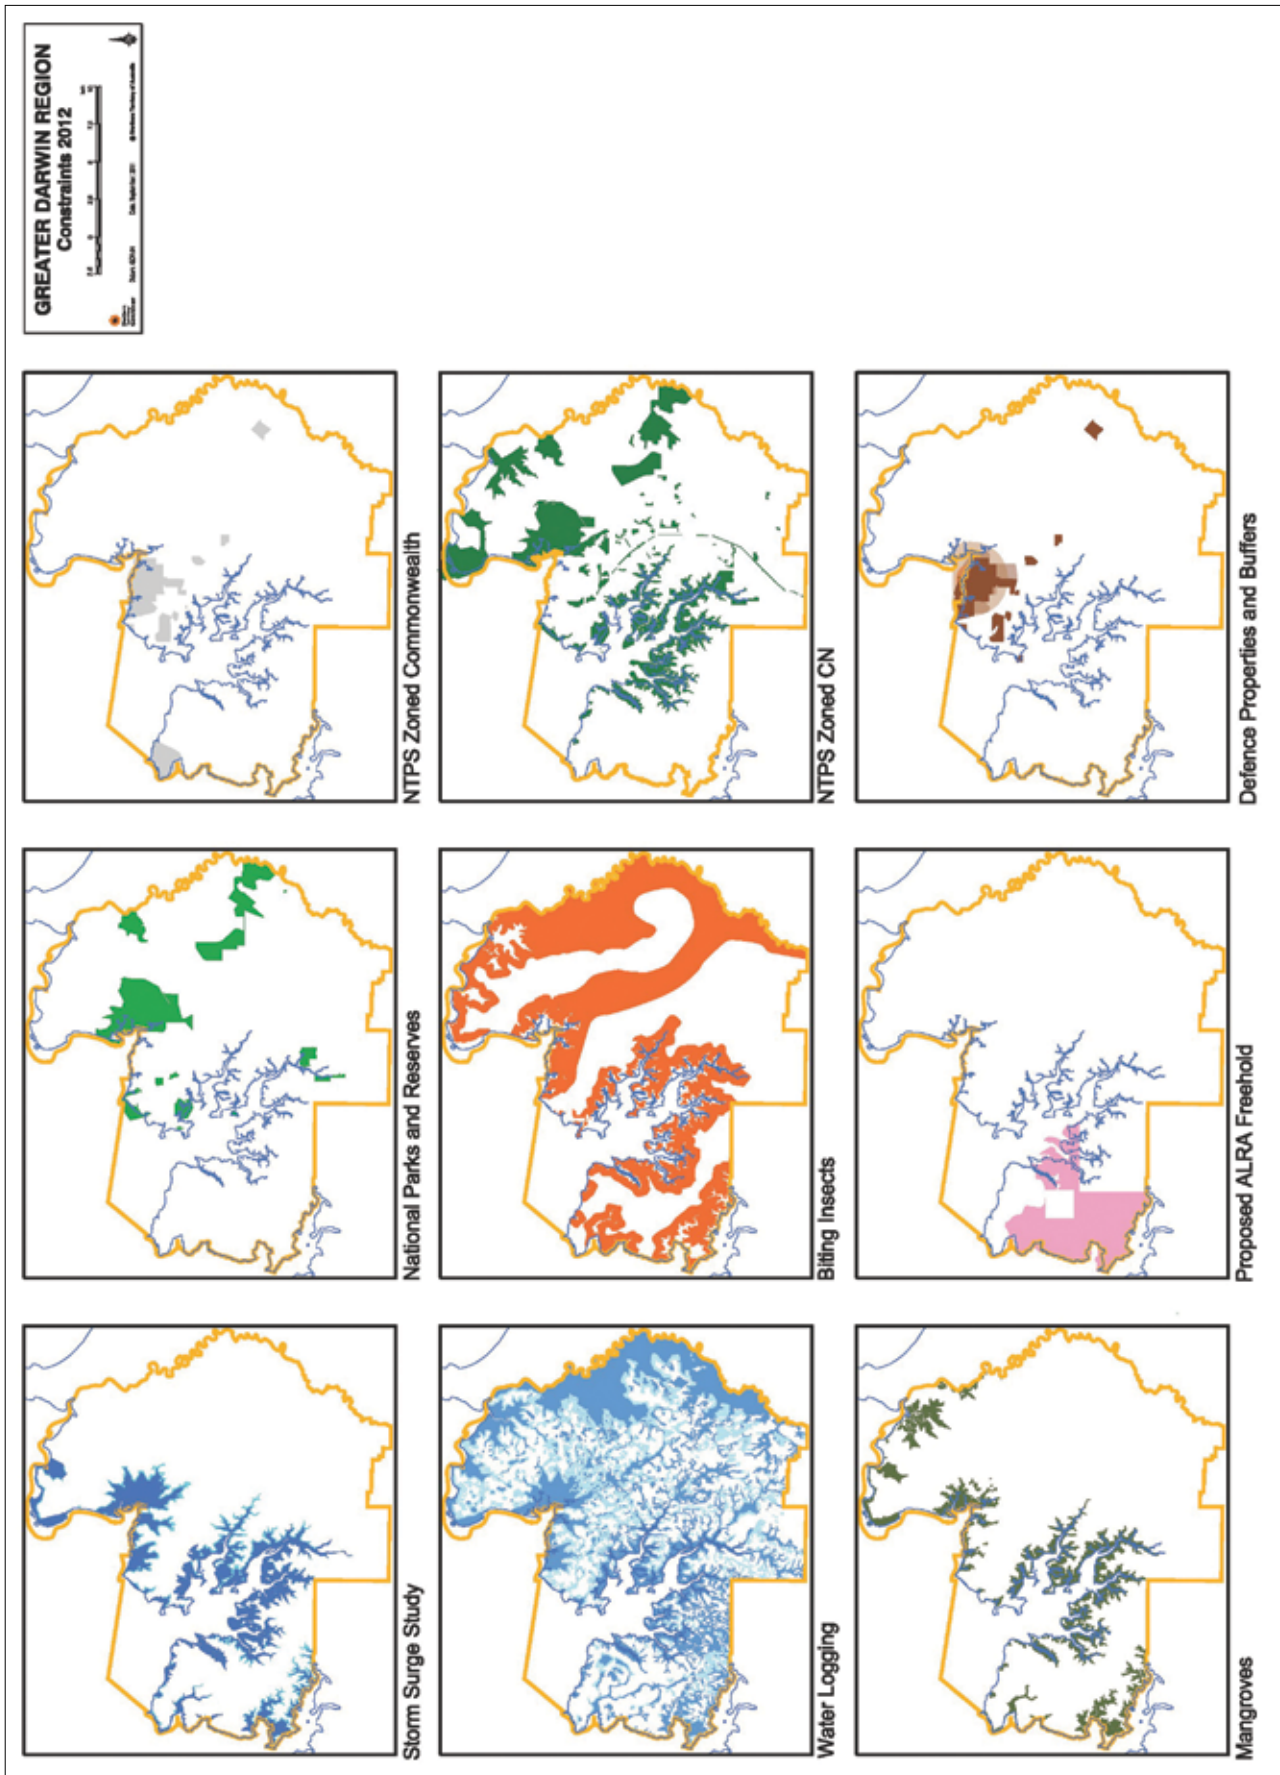 GREATER DARWIN REGION
Constraints 2012
Storm Surge Study
National Parks and Reserves
NTPS Zoned Commonwealth
Water Logging
Biting Insects
NTPS Zoned CN
Mangroves
Proposed ALRA Freehold
Defence Properties and Buffers